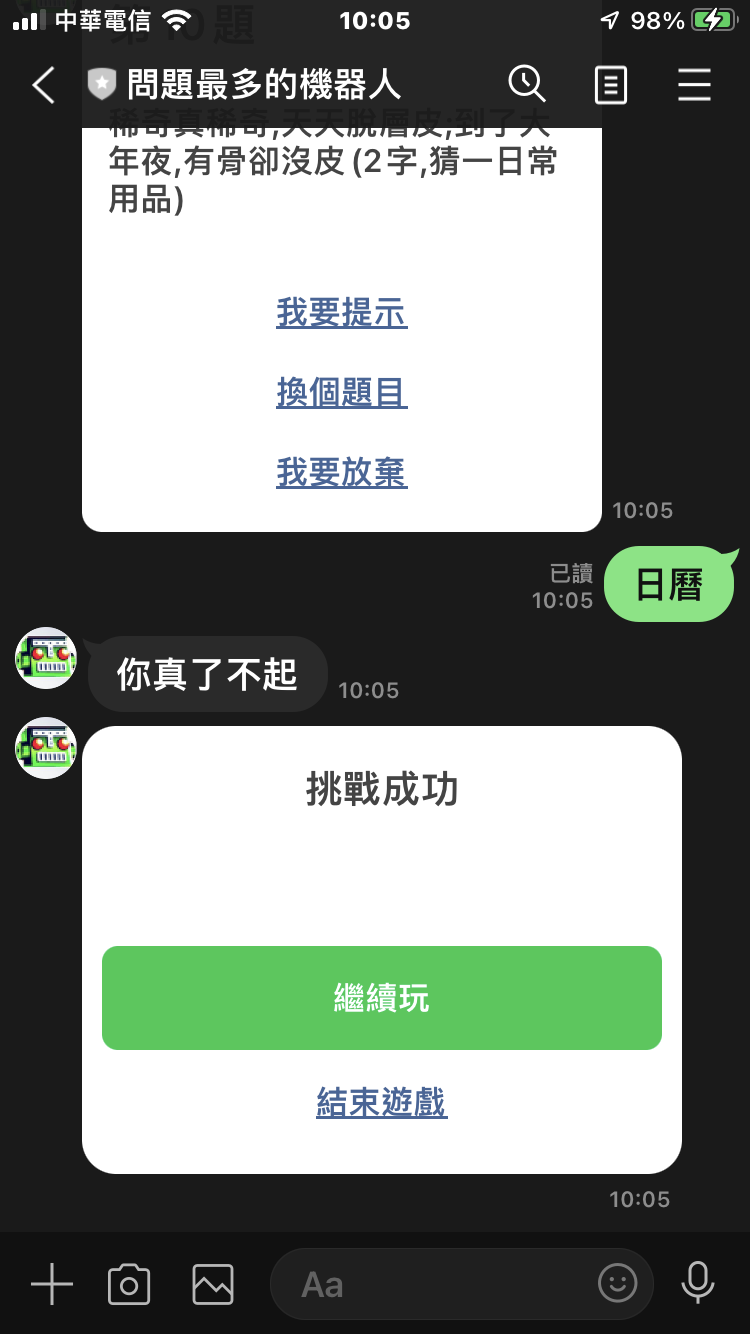 中華電信
10:05
98%
第10題
問題最多的機器人
稀奇真稀奇,天天脫層皮;到了大
年夜,有骨卻沒皮(2字,猜一日常
用品)
我要提示
換個題目
我要放棄
10:05
已讀
10:05
日曆
你真了不起
10:05
挑戰成功
繼續玩
結束遊戲
10:05
Aa